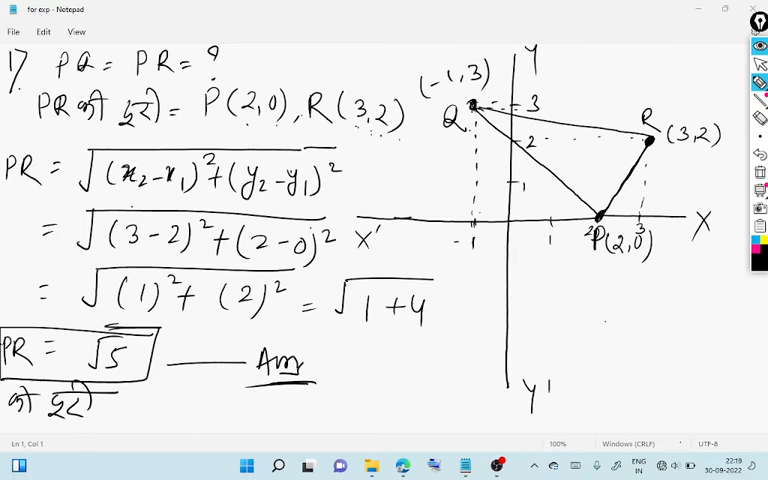 for exp - Notepad
File Edit View
17 PQ = PR = ?
PR की दूरी = P(2,0), R(3,2)
PR = √(x₂-x₁)²+(y₂-y₁)²
= √(3-2)²+(2-0)²
= √(1)²+(2)² = √1+4
PR = √5 Ans
की दूरी
Y
(-1,3)
3
Q
R (3,2)
2
1
X' X
-1 1 2 3
P(2,0)
Y'
Ln 1, Col 1 100% Windows (CRLF) UTF-8
ENG IN 22:19 30-09-2022